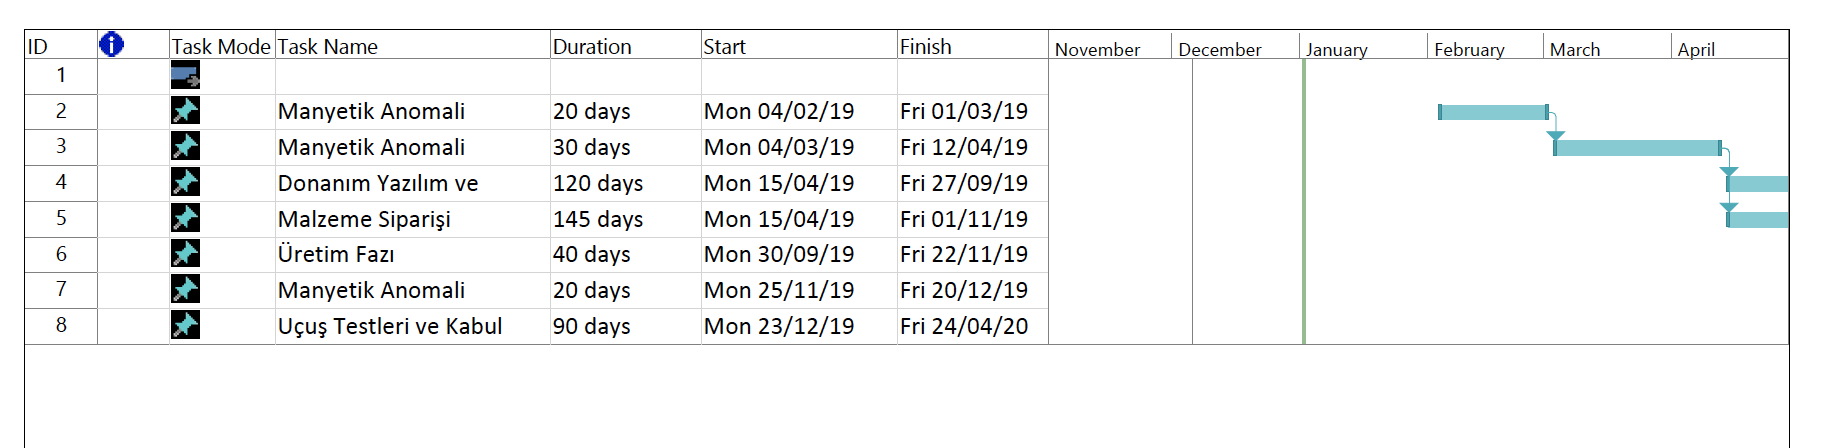 ID Task Mode Task Name Duration Start Finish November December January February March April
1
2 Manyetik Anomali 20 days Mon 04/02/19 Fri 01/03/19
3 Manyetik Anomali 30 days Mon 04/03/19 Fri 12/04/19
4 Donanım Yazılım ve 120 days Mon 15/04/19 Fri 27/09/19
5 Malzeme Siparişi 145 days Mon 15/04/19 Fri 01/11/19
6 Üretim Fazı 40 days Mon 30/09/19 Fri 22/11/19
7 Manyetik Anomali 20 days Mon 25/11/19 Fri 20/12/19
8 Uçuş Testleri ve Kabul 90 days Mon 23/12/19 Fri 24/04/20